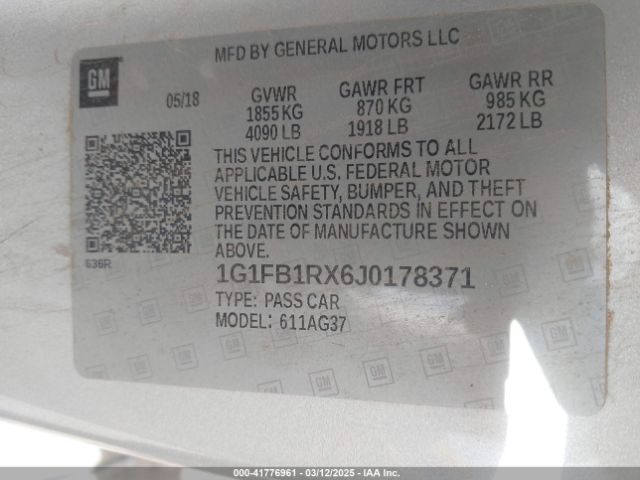 MFD BY GENERAL MOTORS LLC
GM
05/18
GVWR
1855 KG
4090 LB
GAWR FRT
870 KG
1918 LB
GAWR RR
985 KG
2172 LB
THIS VEHICLE CONFORMS TO ALL
APPLICABLE U.S. FEDERAL MOTOR
VEHICLE SAFETY, BUMPER, AND THEFT
PREVENTION STANDARDS IN EFFECT ON
THE DATE OF MANUFACTURE SHOWN
ABOVE.
636R
1G1FB1RX6J0178371
TYPE: PASS CAR
MODEL: 611AG37
© IAA - 41776961 - 03/12/2025 - IAAI.COM